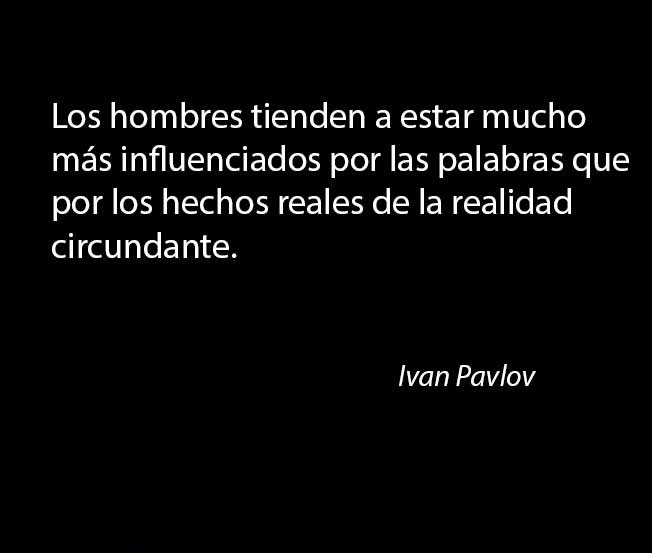 Los hombres tienden a estar mucho
más influenciados por las palabras que
por los hechos reales de la realidad
circundante.
Ivan Pavlov